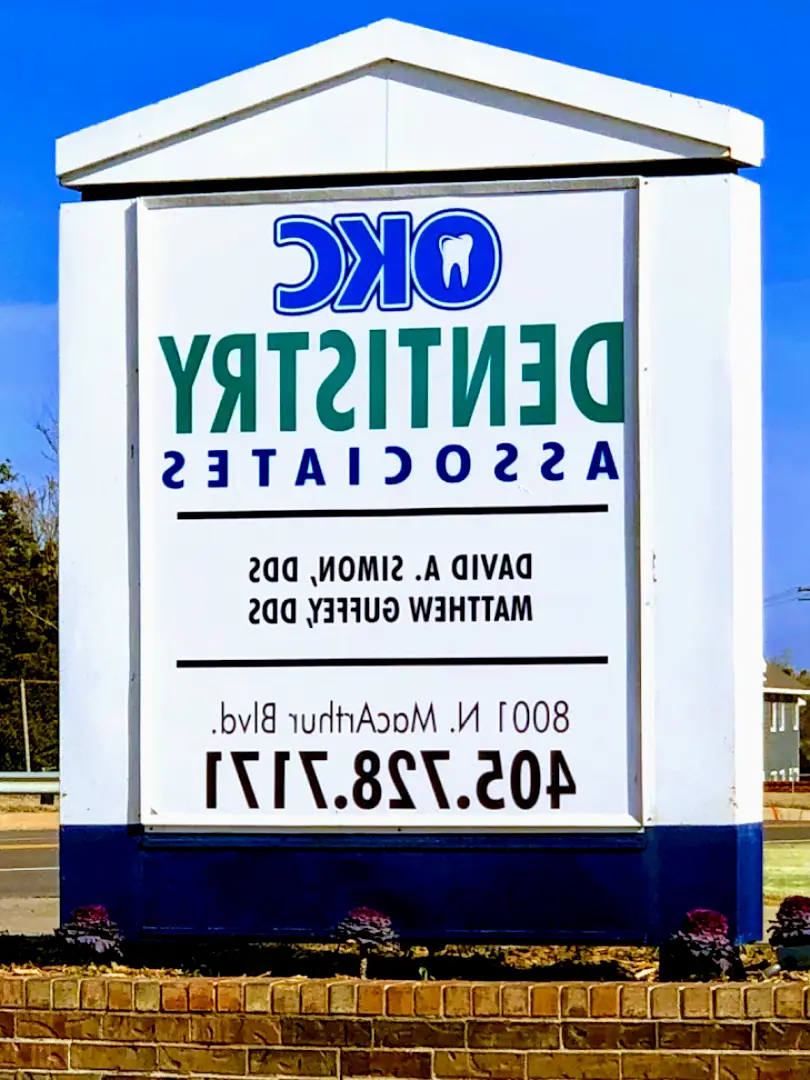 OKC
DENTISTRY
ASSOCIATES
DAVID A. SIMON, DDS
MATTHEW GUFFEY, DDS
8001 N. MacArthur Blvd.
405.728.7171